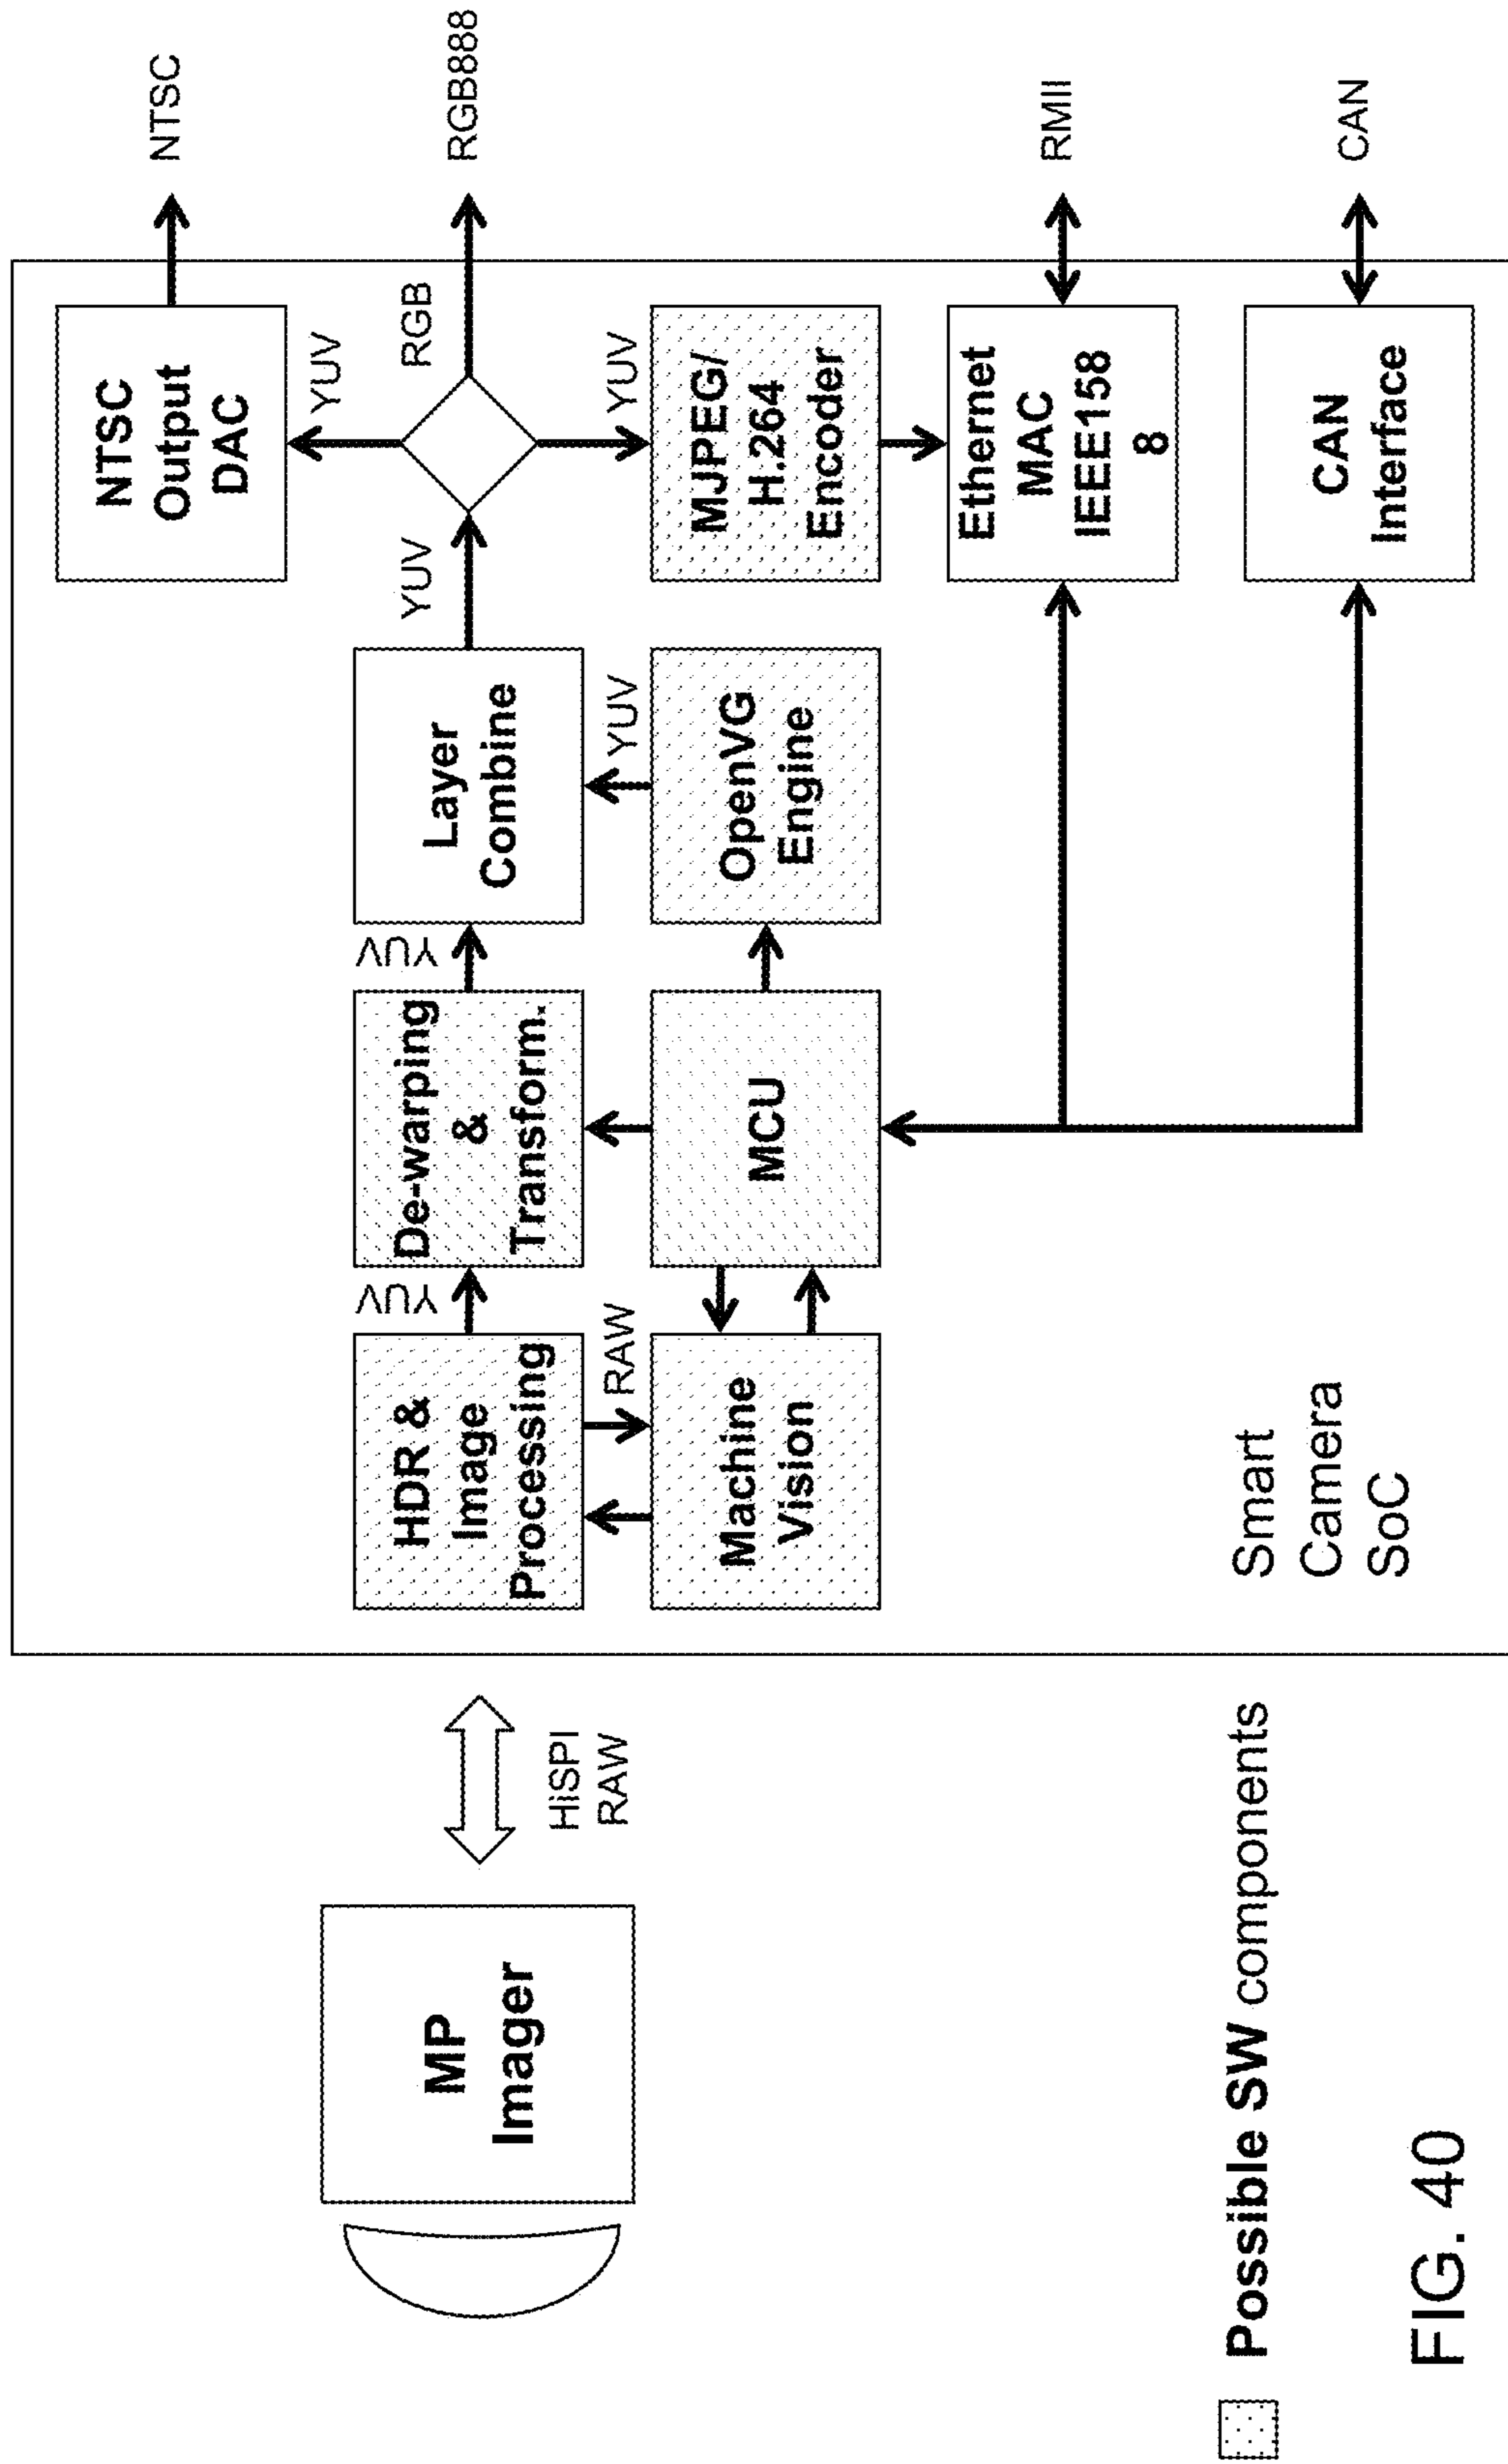 NTSC
Output
DAC
NTSC
YUV
RGB
RGB888
YUV
YUV
HDR &
Image
Processing
YUV
De-warping
&
Transform.
YUV
Layer
Combine
RAW
YUV
MP
Imager
HiSPI
RAW
Machine
Vision
MCU
OpenVG
Engine
MJPEG/
H.264
Encoder
Ethernet
MAC
IEEE158
8
RMII
CAN
Interface
CAN
Smart
Camera
SoC
Possible SW components
FIG. 40